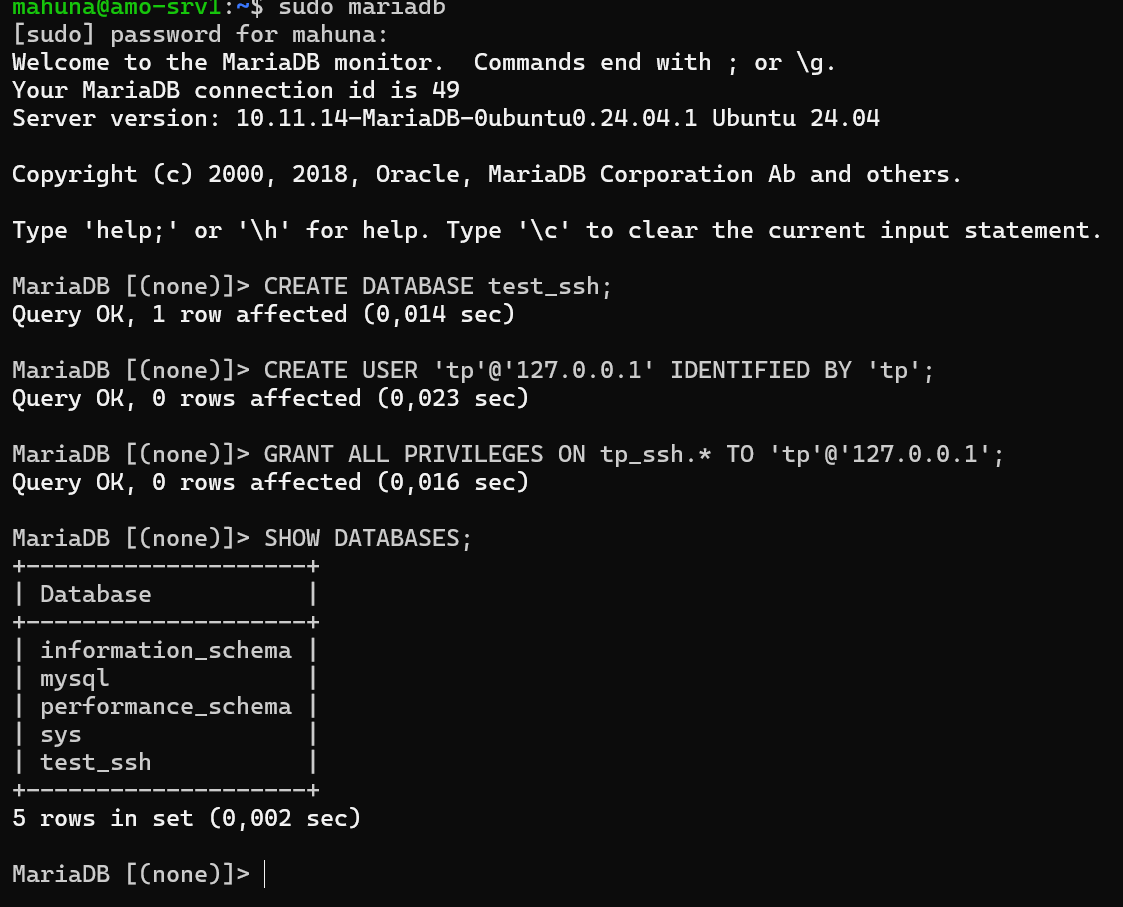 mahuna@amo-srv1:~$ sudo mariadb
[sudo] password for mahuna:
Welcome to the MariaDB monitor.  Commands end with ; or \g.
Your MariaDB connection id is 49
Server version: 10.11.14-MariaDB-0ubuntu0.24.04.1 Ubuntu 24.04
Copyright (c) 2000, 2018, Oracle, MariaDB Corporation Ab and others.
Type 'help;' or '\h' for help. Type '\c' to clear the current input statement.
MariaDB [(none)]> CREATE DATABASE test_ssh;
Query OK, 1 row affected (0,014 sec)
MariaDB [(none)]> CREATE USER 'tp'@'127.0.0.1' IDENTIFIED BY 'tp';
Query OK, 0 rows affected (0,023 sec)
MariaDB [(none)]> GRANT ALL PRIVILEGES ON tp_ssh.* TO 'tp'@'127.0.0.1';
Query OK, 0 rows affected (0,016 sec)
MariaDB [(none)]> SHOW DATABASES;
+--------------------+
| Database           |
+--------------------+
| information_schema |
| mysql              |
| performance_schema |
| sys                |
| test_ssh           |
+--------------------+
5 rows in set (0,002 sec)
MariaDB [(none)]>